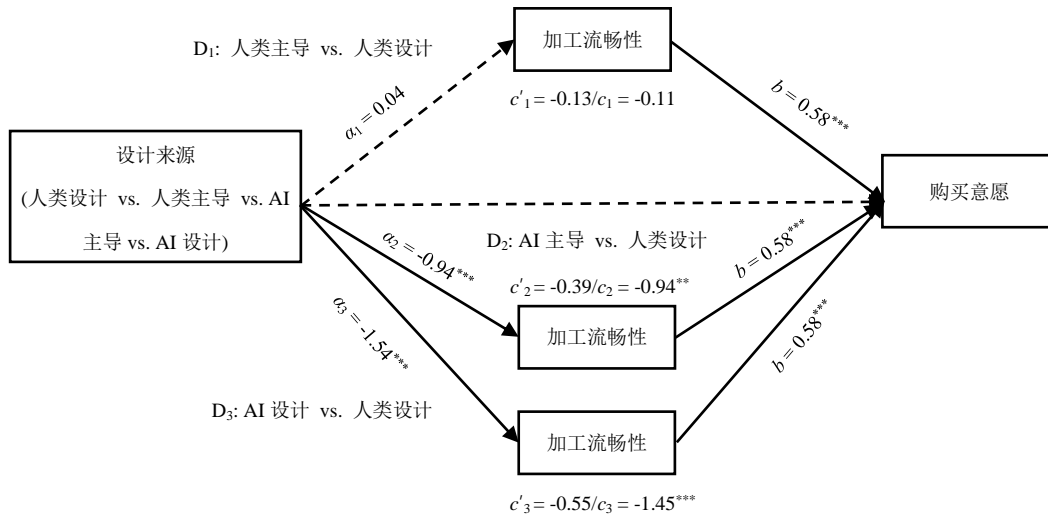 D₁: 人类主导 vs. 人类设计
加工流畅性
α₁ = 0.04
c′₁ = -0.13/c₁ = -0.11
b = 0.58***
设计来源
(人类设计 vs. 人类主导 vs. AI
主导 vs. AI 设计)
购买意愿
D₂: AI 主导 vs. 人类设计
α₂ = -0.94***
c′₂ = -0.39/c₂ = -0.94**
b = 0.58***
加工流畅性
α₃ = -1.54***
b = 0.58***
D₃: AI 设计 vs. 人类设计
加工流畅性
c′₃ = -0.55/c₃ = -1.45***